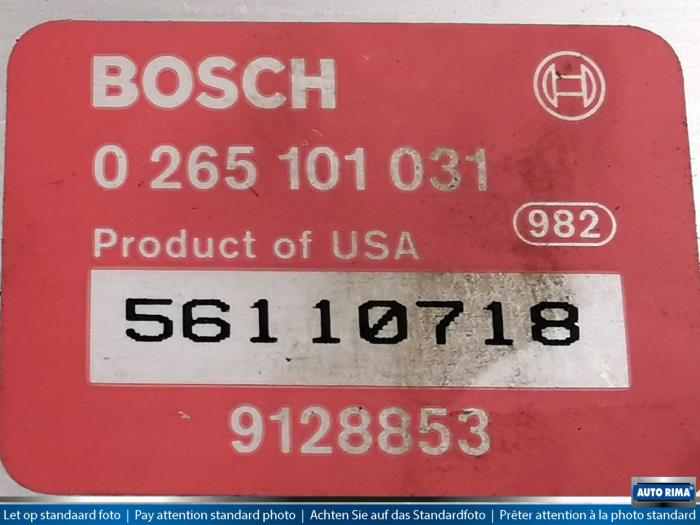 BOSCH
0 265 101 031
982
Product of USA
56110718
9128853
AUTO RIMA
Let op standaard foto | Pay attention standard photo | Achten Sie auf das Standardfoto | Prêter attention à la photo standard